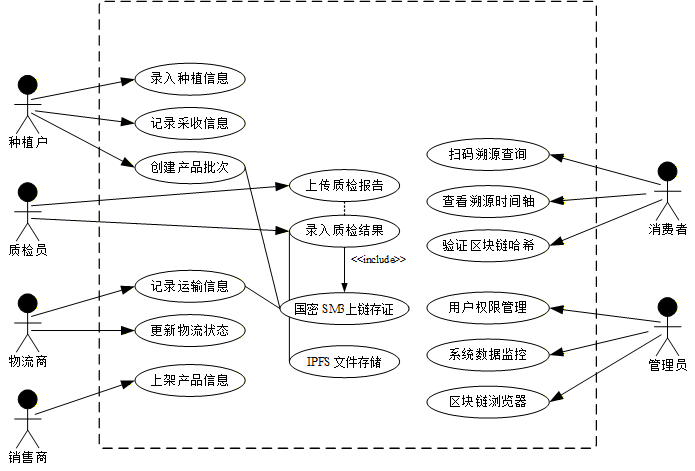 录入种植信息
种植户
记录采收信息
创建产品批次
扫码溯源查询
上传质检报告
质检员
查看溯源时间轴
消费者
录入质检结果
验证区块链哈希
<<include>>
记录运输信息
国密 SM3上链存证
用户权限管理
物流商
更新物流状态
系统数据监控
管理员
IPFS 文件存储
上架产品信息
区块链浏览器
销售商